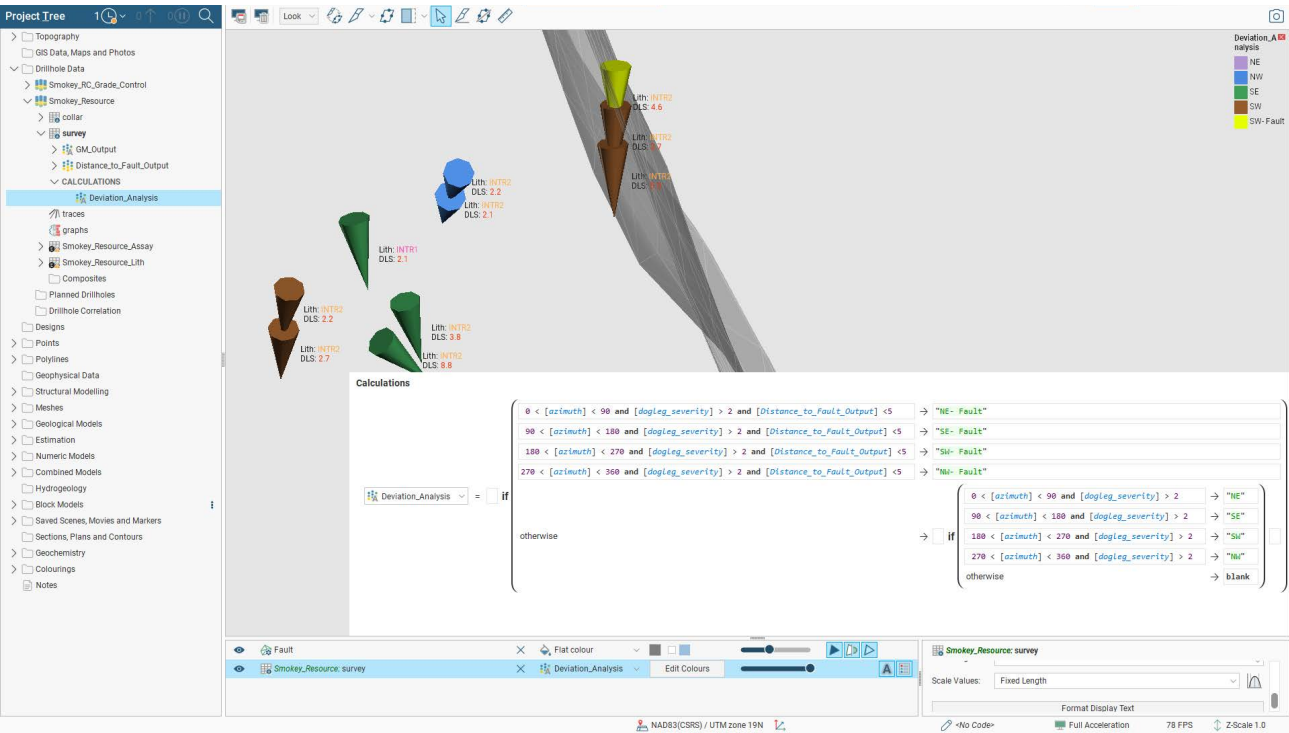 Project Tree
1
0
0
Look
Topography
GIS Data, Maps and Photos
Drillhole Data
Smokey_RC_Grade_Control
Smokey_Resource
collar
survey
GM_Output
Distance_to_Fault_Output
CALCULATIONS
Deviation_Analysis
traces
graphs
Smokey_Resource_Assay
Smokey_Resource_Lith
Composites
Planned Drillholes
Drillhole Correlation
Designs
Points
Polylines
Geophysical Data
Structural Modelling
Meshes
Geological Models
Estimation
Numeric Models
Combined Models
Hydrogeology
Block Models
Saved Scenes, Movies and Markers
Sections, Plans and Contours
Geochemistry
Colourings
Notes
Deviation_A
nalysis
NE
NW
SE
SW
SW- Fault
Lith: INTR2
DLS: 4.6
Lith: INTR2
DLS:
Lith: INTR2
DLS:
Lith: INTR2
DLS: 2.2
Lith: INTR2
DLS: 2.1
Lith: INTR1
DLS: 2.1
Lith: INTR2
DLS: 2.2
Lith: INTR2
DLS: 2.7
Lith: INTR2
DLS: 3.8
Lith: INTR2
DLS: 8.8
Calculations
0 < [azimuth] < 90 and [dogleg_severity] > 2 and [Distance_to_Fault_Output] <5 → "NE- Fault"
90 < [azimuth] < 180 and [dogleg_severity] > 2 and [Distance_to_Fault_Output] <5 → "SE- Fault"
180 < [azimuth] < 270 and [dogleg_severity] > 2 and [Distance_to_Fault_Output] <5 → "SW- Fault"
270 < [azimuth] < 360 and [dogleg_severity] > 2 and [Distance_to_Fault_Output] <5 → "NW- Fault"
Deviation_Analysis = if
otherwise → if
0 < [azimuth] < 90 and [dogleg_severity] > 2 → "NE"
90 < [azimuth] < 180 and [dogleg_severity] > 2 → "SE"
180 < [azimuth] < 270 and [dogleg_severity] > 2 → "SW"
270 < [azimuth] < 360 and [dogleg_severity] > 2 → "NW"
otherwise → blank
Fault
Flat colour
Smokey_Resource: survey
Deviation_Analysis
Edit Colours
A
Smokey_Resource: survey
Scale Values: Fixed Length
Format Display Text
NAD83(CSRS) / UTM zone 19N
<No Code>
Full Acceleration
78 FPS
Z-Scale 1.0